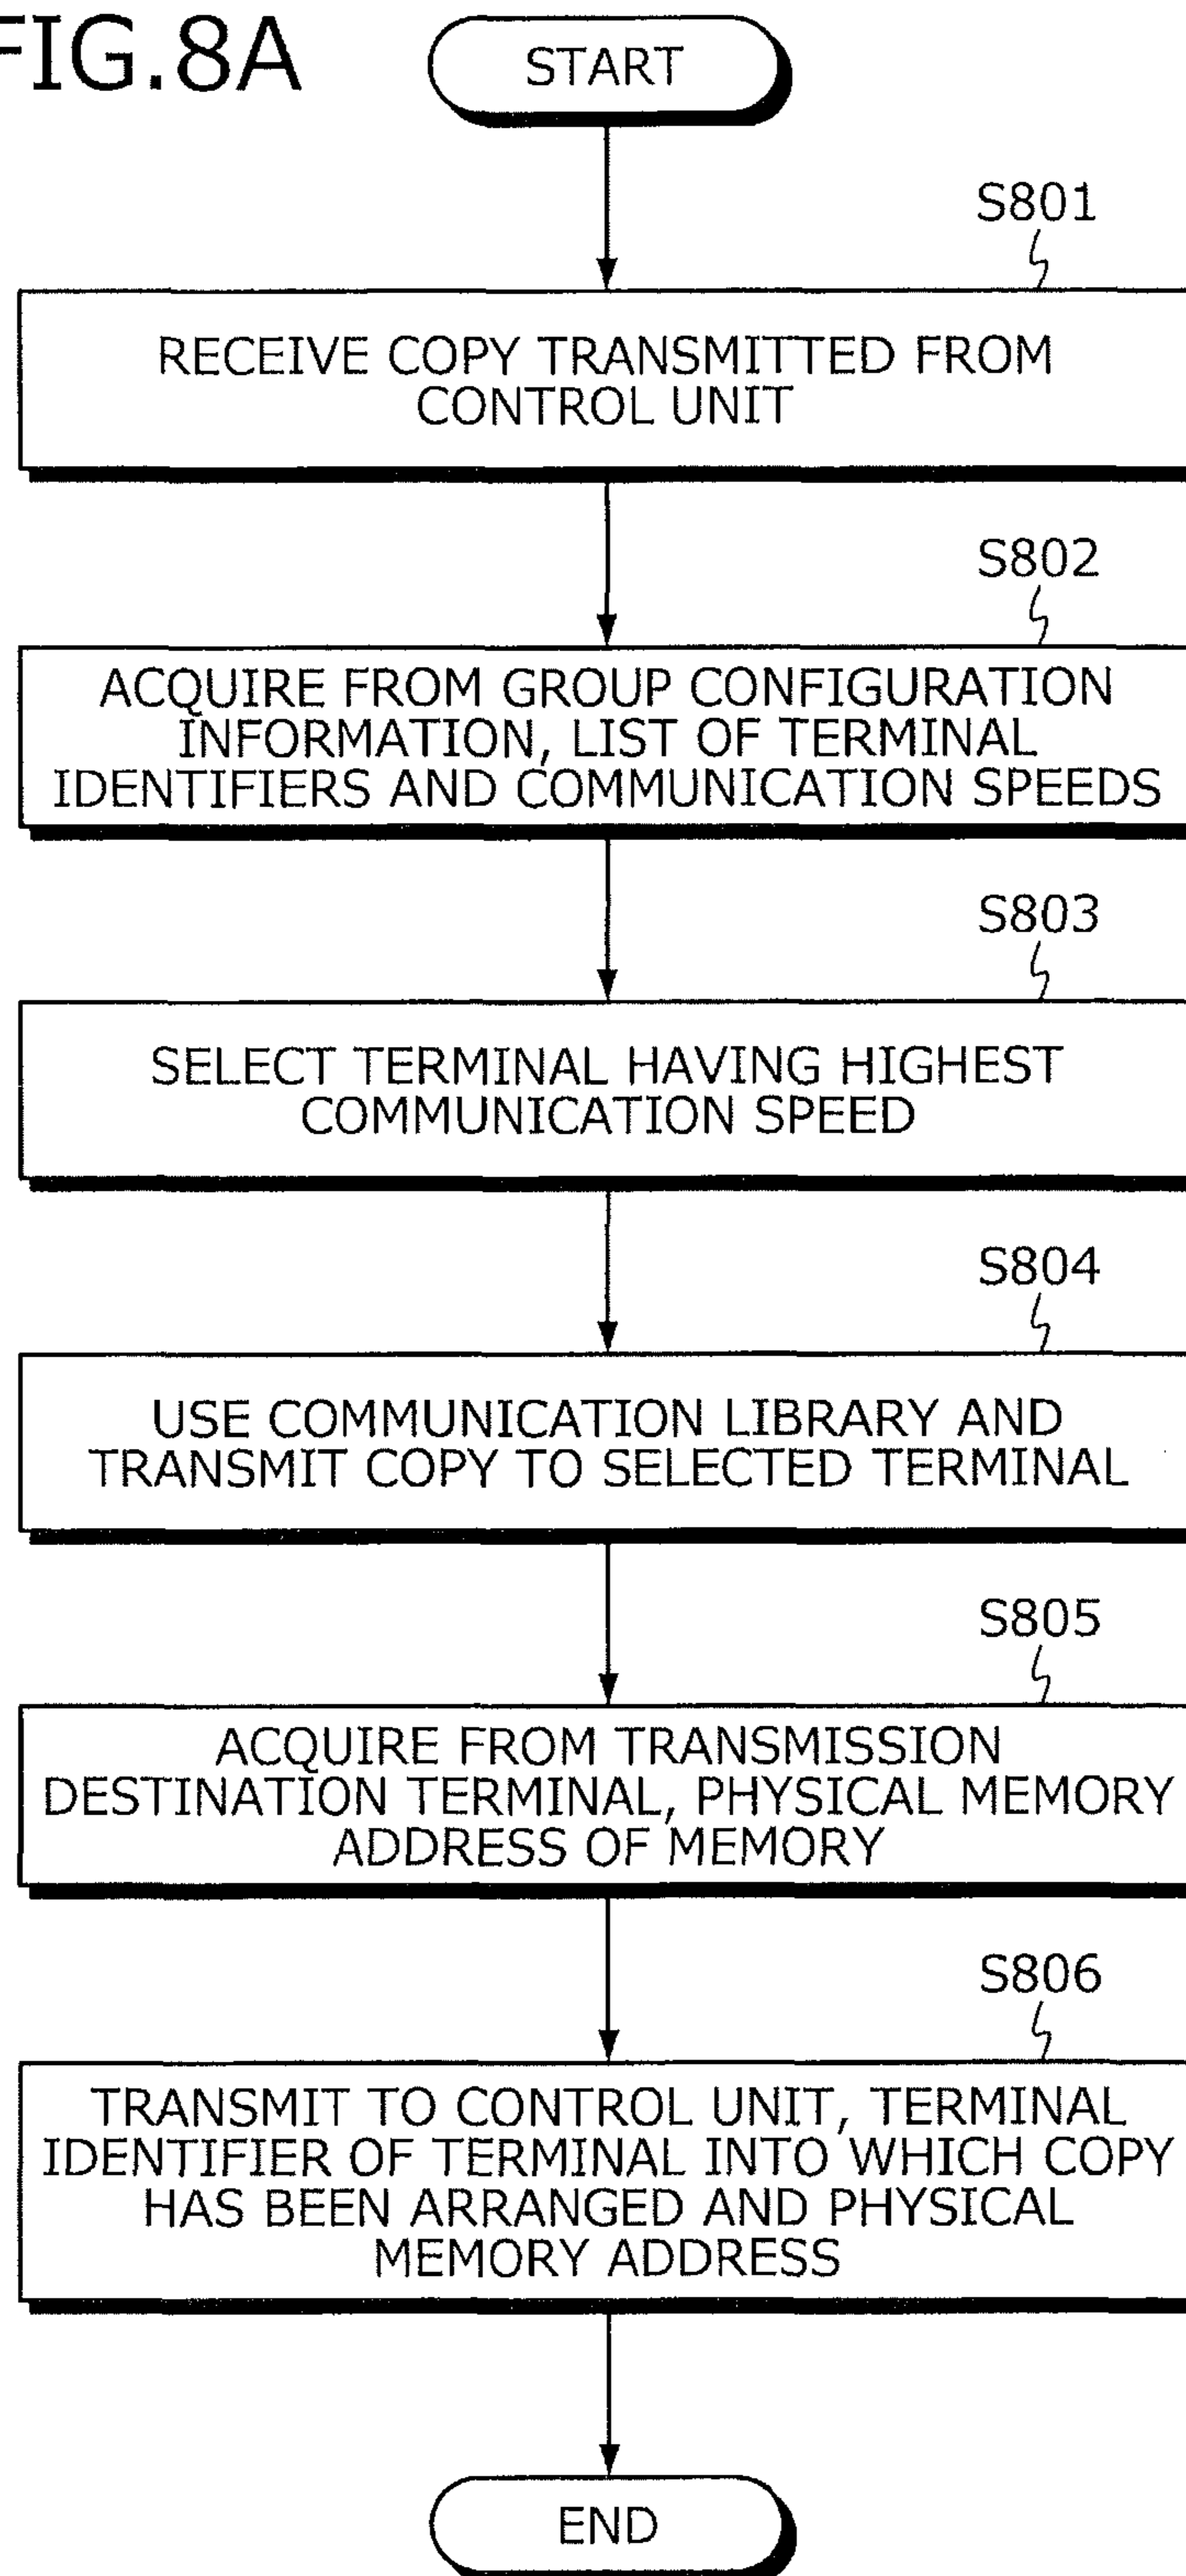 FIG.8A
START
S801
RECEIVE COPY TRANSMITTED FROM
CONTROL UNIT
S802
ACQUIRE FROM GROUP CONFIGURATION
INFORMATION, LIST OF TERMINAL
IDENTIFIERS AND COMMUNICATION SPEEDS
S803
SELECT TERMINAL HAVING HIGHEST
COMMUNICATION SPEED
S804
USE COMMUNICATION LIBRARY AND
TRANSMIT COPY TO SELECTED TERMINAL
S805
ACQUIRE FROM TRANSMISSION
DESTINATION TERMINAL, PHYSICAL MEMORY
ADDRESS OF MEMORY
S806
TRANSMIT TO CONTROL UNIT, TERMINAL
IDENTIFIER OF TERMINAL INTO WHICH COPY
HAS BEEN ARRANGED AND PHYSICAL
MEMORY ADDRESS
END